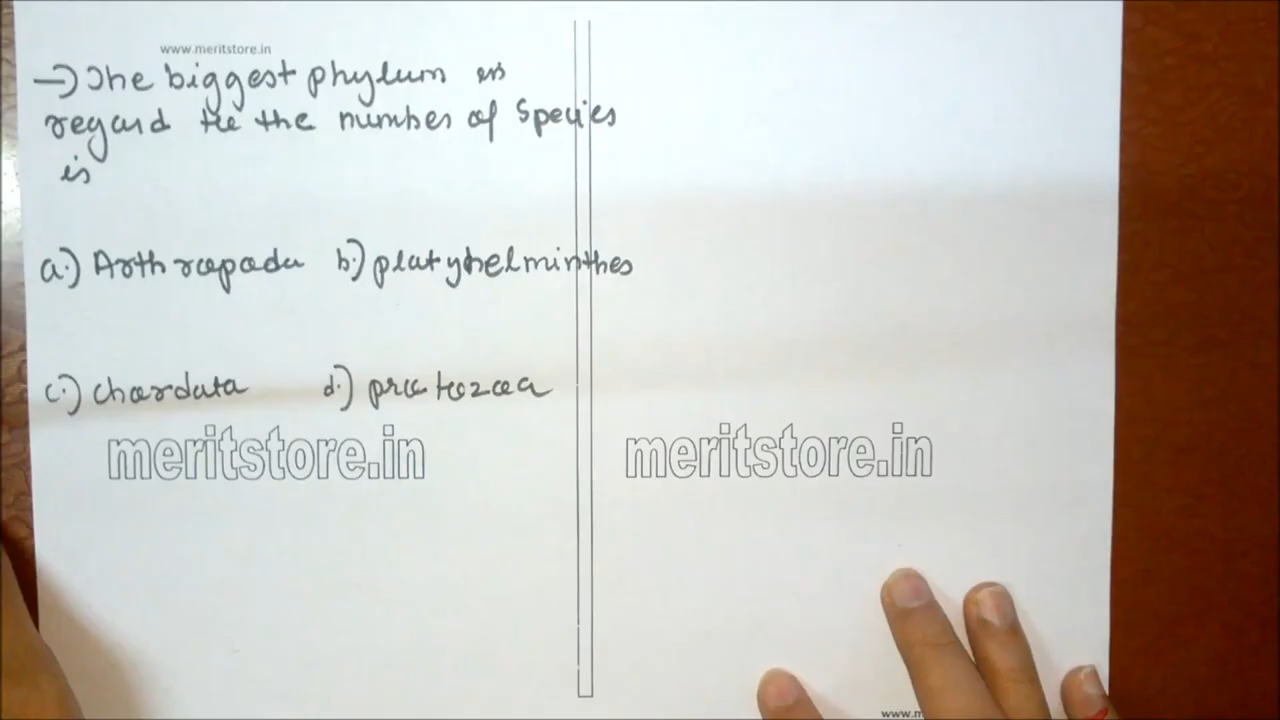 www.meritstore.in
→ The biggest phylum in
regard to the number of Species
is
a.) Arthropoda b.) platyhelminthes
c.) chordata d.) protozoa
meritstore.in meritstore.in
www.m